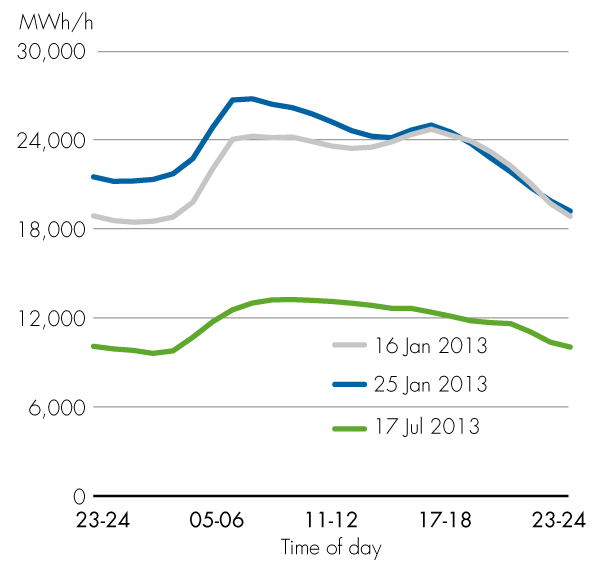 MWh/h
30,000
24,000
18,000
12,000
16 Jan 2013
25 Jan 2013
6,000
17 Jul 2013
0
23-24 05-06 11-12 17-18 23-24
Time of day